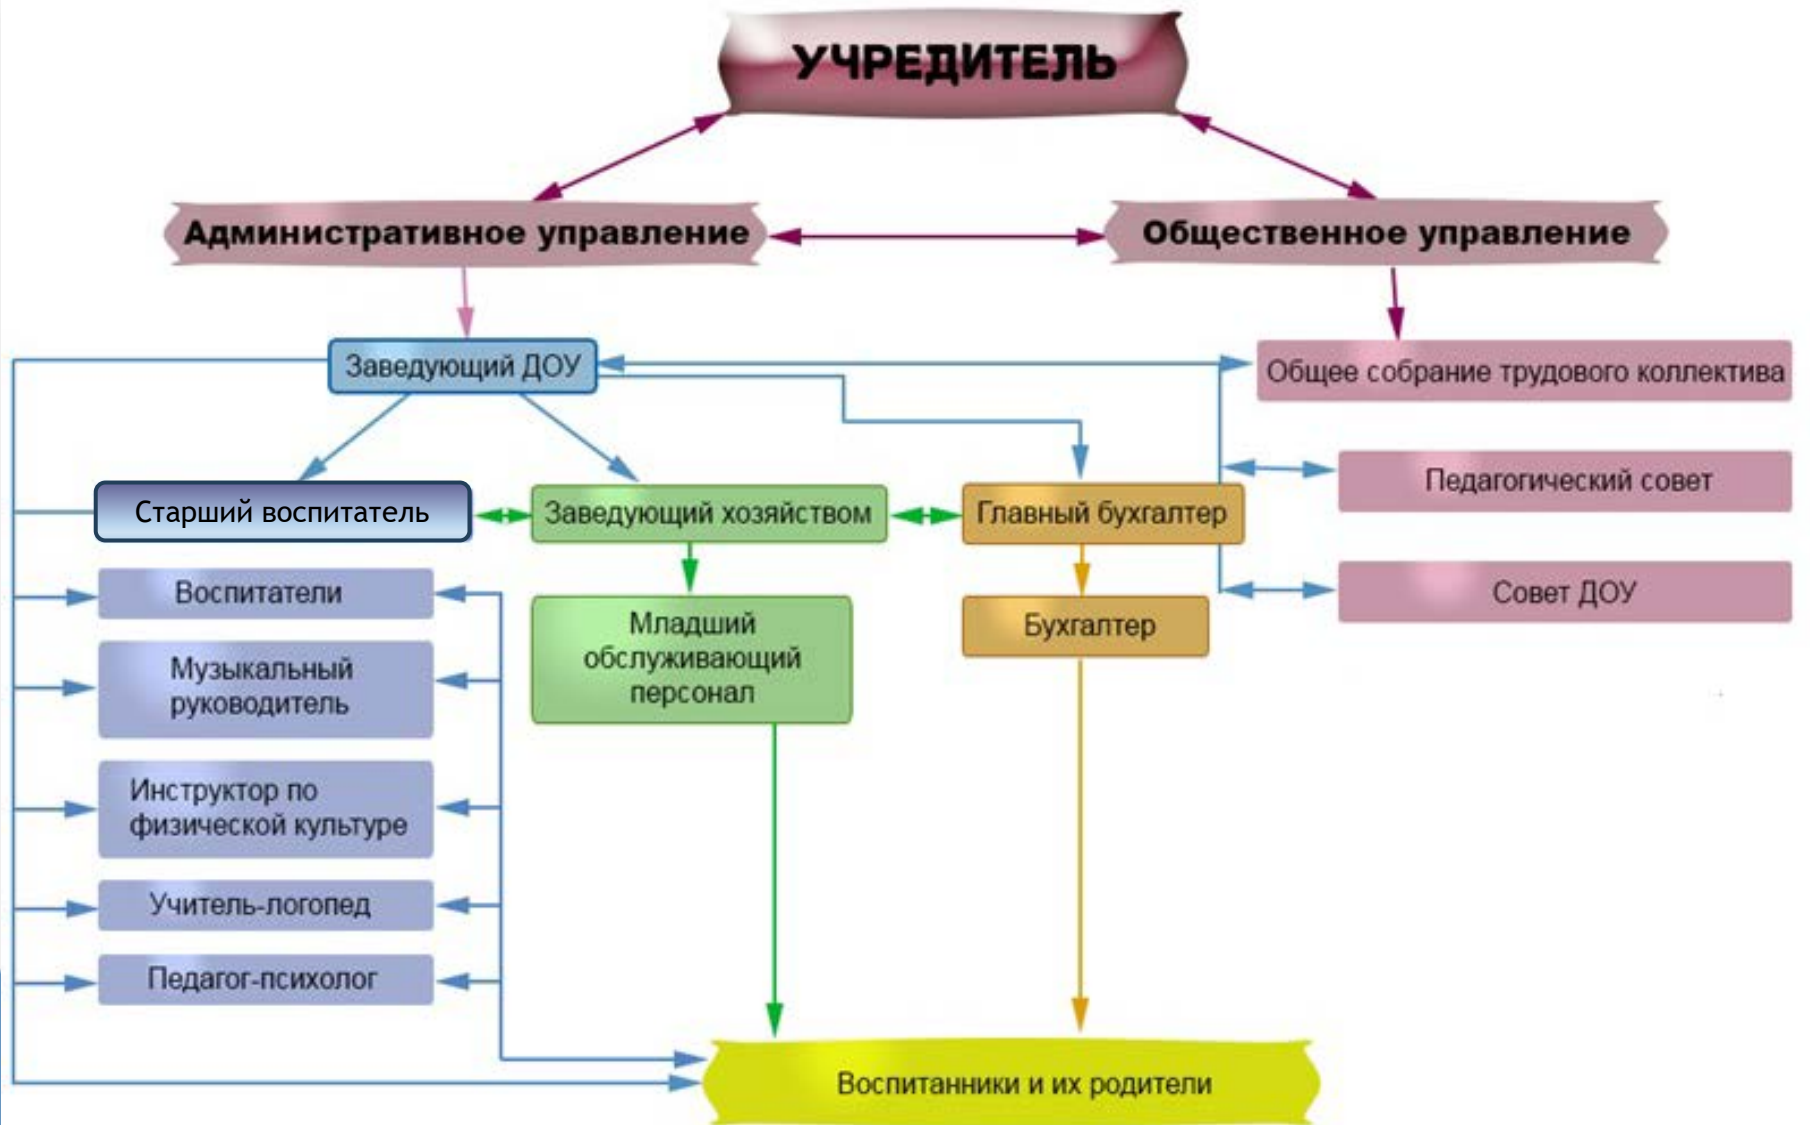 УЧРЕДИТЕЛЬ
Административное управление
Общественное управление
Заведующий ДОУ
Общее собрание трудового коллектива
Педагогический совет
Старший воспитатель
Заведующий хозяйством
Главный бухгалтер
Совет ДОУ
Воспитатели
Младший
обслуживающий
персонал
Бухгалтер
Музыкальный
руководитель
Инструктор по
физической культуре
Учитель-логопед
Педагог-психолог
Воспитанники и их родители